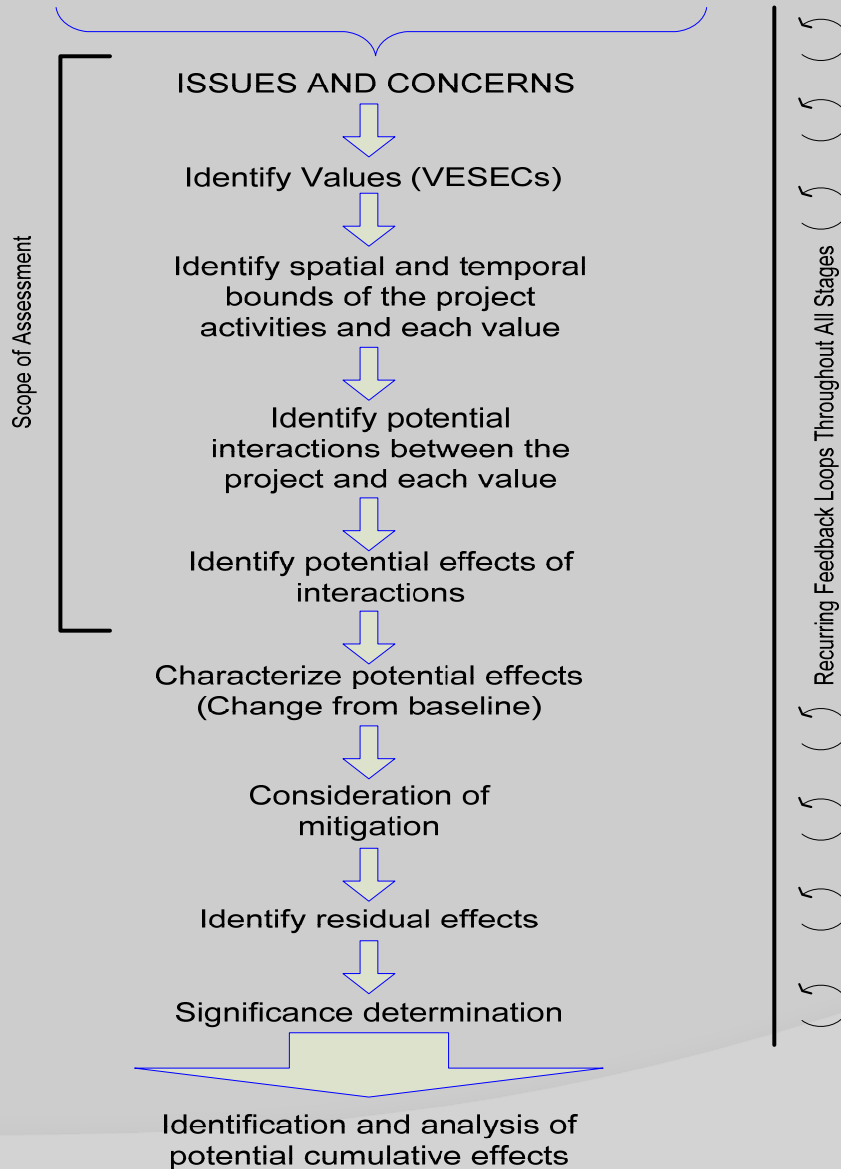 ISSUES AND CONCERNS
Identify Values (VESECs)
Identify spatial and temporal
bounds of the project
activities and each value
Identify potential
interactions between the
project and each value
Identify potential effects of
interactions
Characterize potential effects
(Change from baseline)
Consideration of
mitigation
Identify residual effects
Significance determination
Identification and analysis of
potential cumulative effects
Scope of Assessment
Recurring Feedback Loops Throughout All Stages